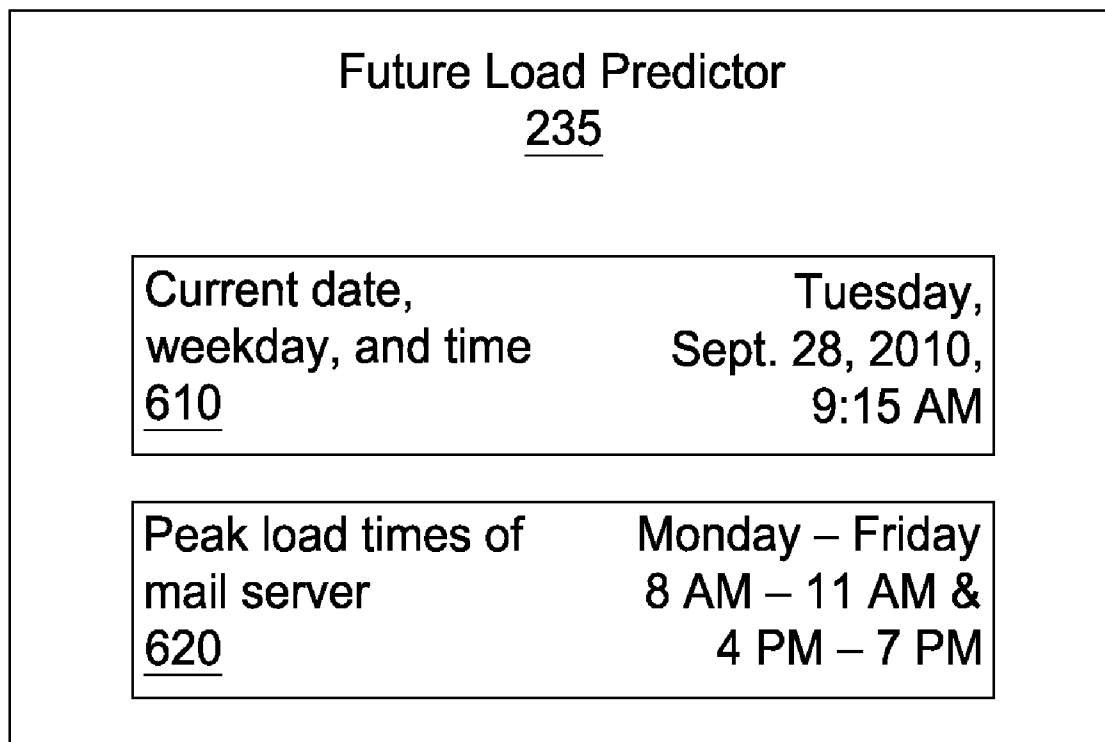 Future Load Predictor
235
Current date,
weekday, and time
610
Tuesday,
Sept. 28, 2010,
9:15 AM
Peak load times of
mail server
620
Monday – Friday
8 AM – 11 AM &
4 PM – 7 PM